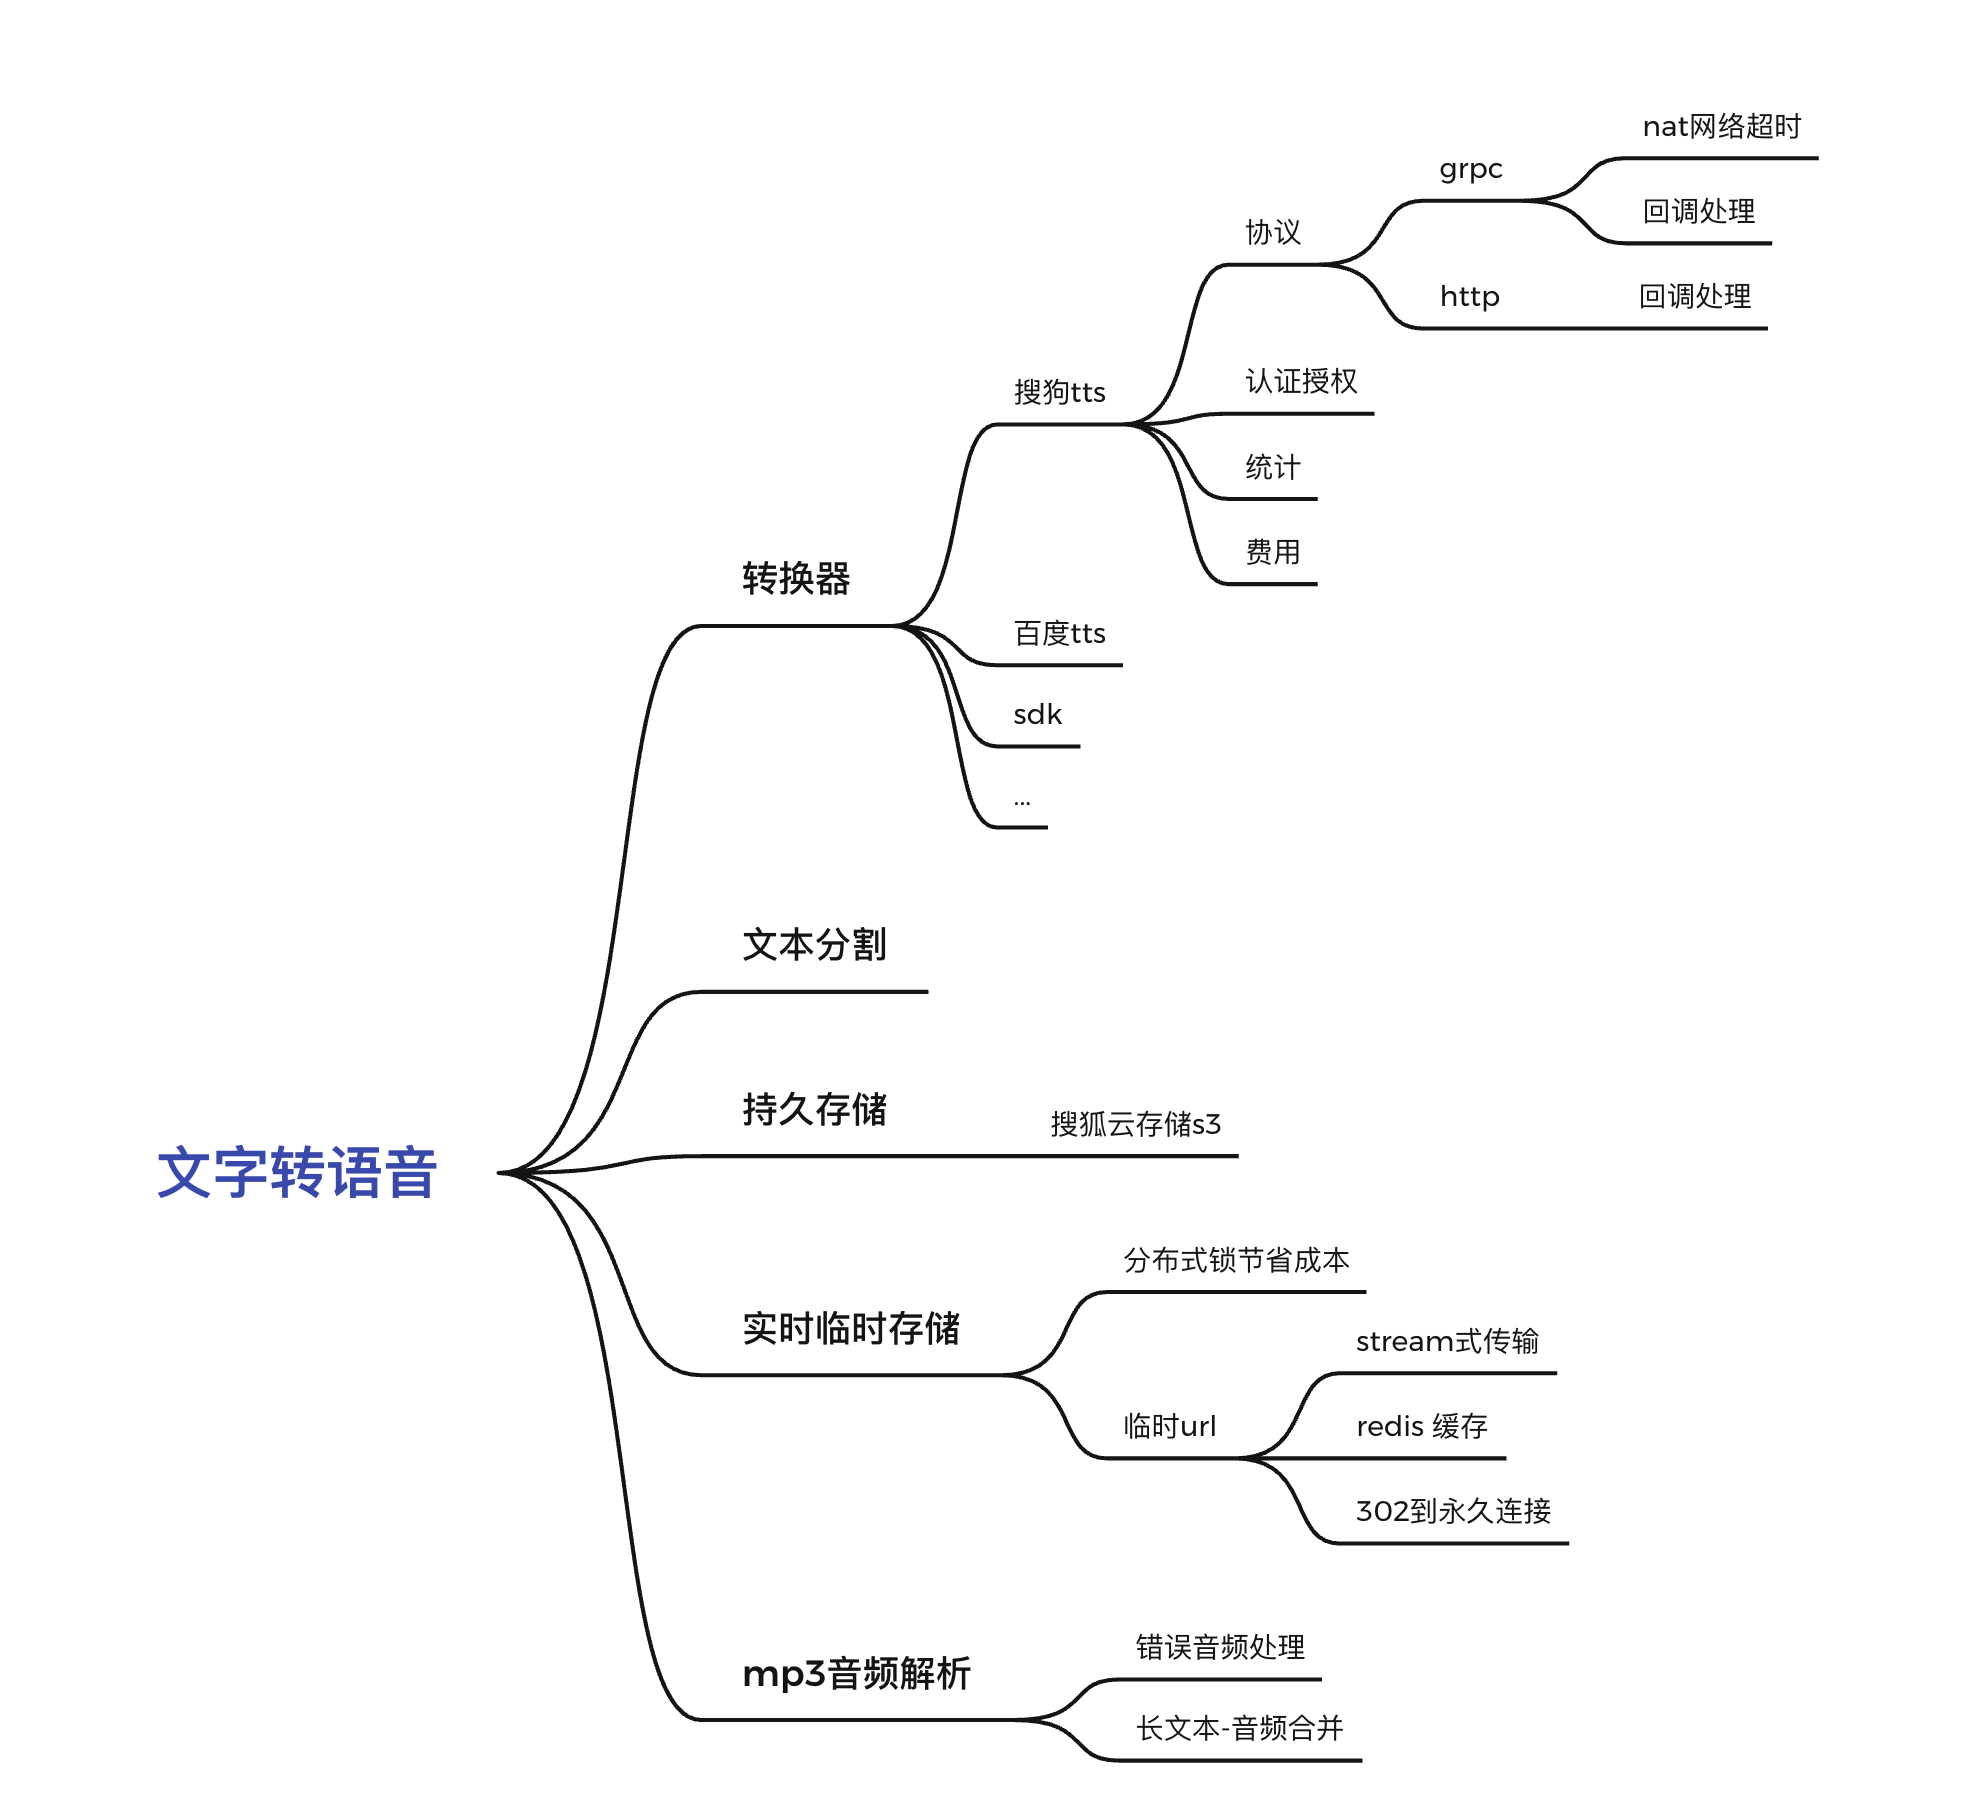 文字转语音
转换器
搜狗tts
协议
grpc
nat网络超时
回调处理
http
回调处理
认证授权
统计
费用
百度tts
sdk
...
文本分割
持久存储
搜狐云存储s3
实时临时存储
分布式锁节省成本
临时url
stream式传输
redis 缓存
302到永久连接
mp3音频解析
错误音频处理
长文本-音频合并